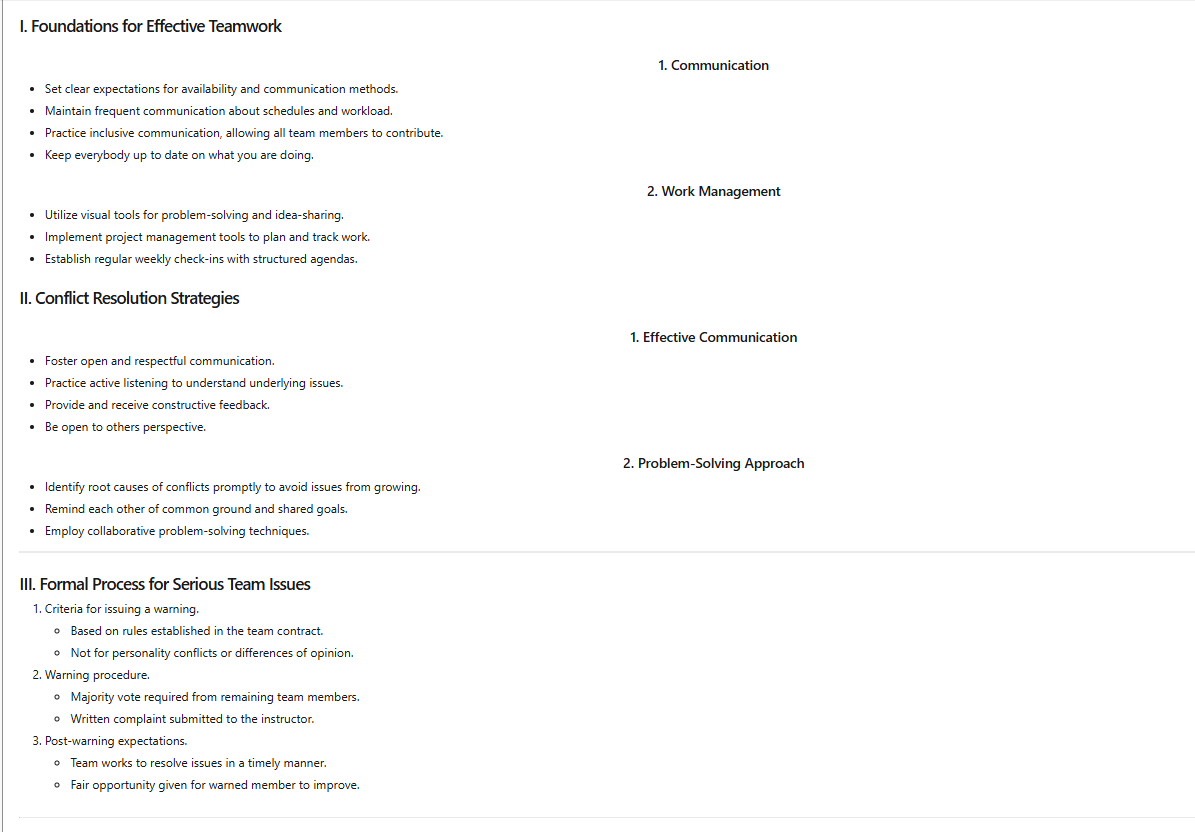 I. Foundations for Effective Teamwork
1. Communication
• Set clear expectations for availability and communication methods.
• Maintain frequent communication about schedules and workload.
• Practice inclusive communication, allowing all team members to contribute.
• Keep everybody up to date on what you are doing.
2. Work Management
• Utilize visual tools for problem-solving and idea-sharing.
• Implement project management tools to plan and track work.
• Establish regular weekly check-ins with structured agendas.
II. Conflict Resolution Strategies
1. Effective Communication
• Foster open and respectful communication.
• Practice active listening to understand underlying issues.
• Provide and receive constructive feedback.
• Be open to others perspective.
2. Problem-Solving Approach
• Identify root causes of conflicts promptly to avoid issues from growing.
• Remind each other of common ground and shared goals.
• Employ collaborative problem-solving techniques.
III. Formal Process for Serious Team Issues
1. Criteria for issuing a warning.
◦ Based on rules established in the team contract.
◦ Not for personality conflicts or differences of opinion.
2. Warning procedure.
◦ Majority vote required from remaining team members.
◦ Written complaint submitted to the instructor.
3. Post-warning expectations.
◦ Team works to resolve issues in a timely manner.
◦ Fair opportunity given for warned member to improve.